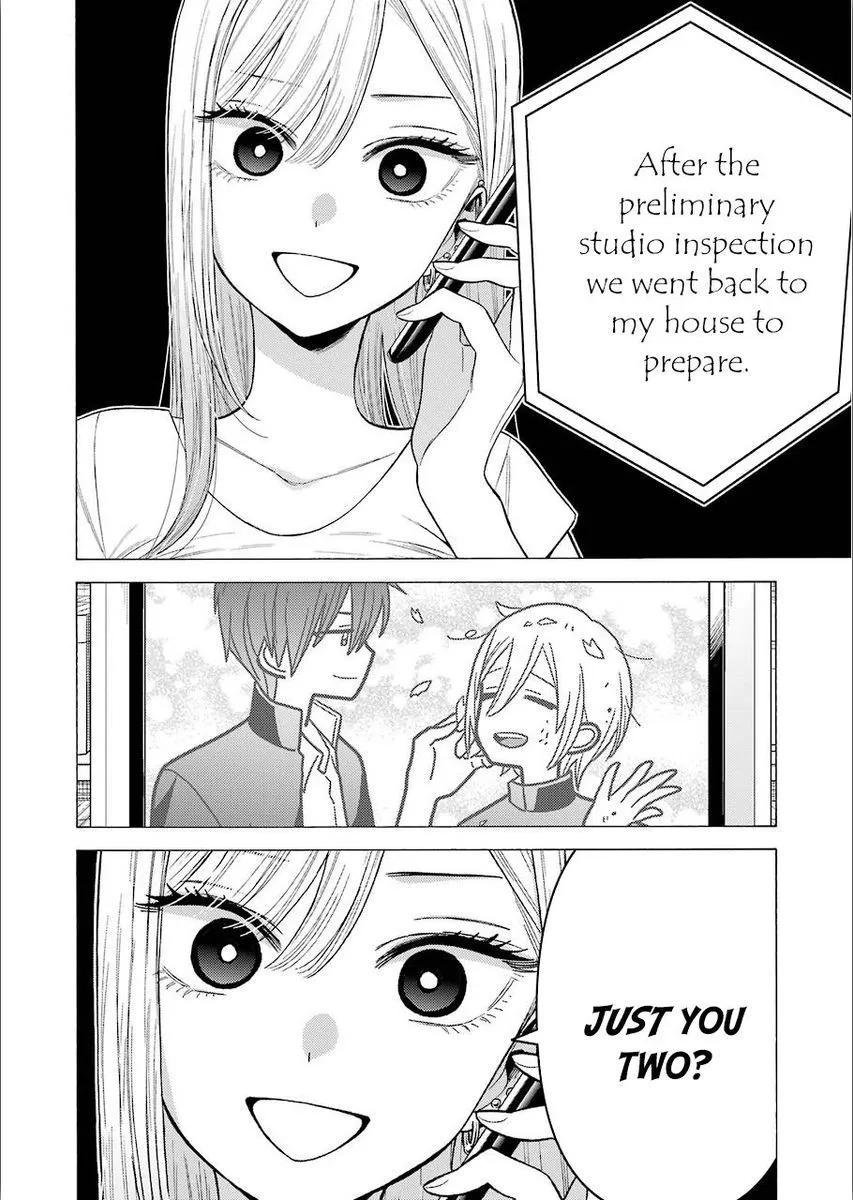 After the
preliminary
studio inspection
we went back to
my house to
prepare.
JUST YOU
TWO?